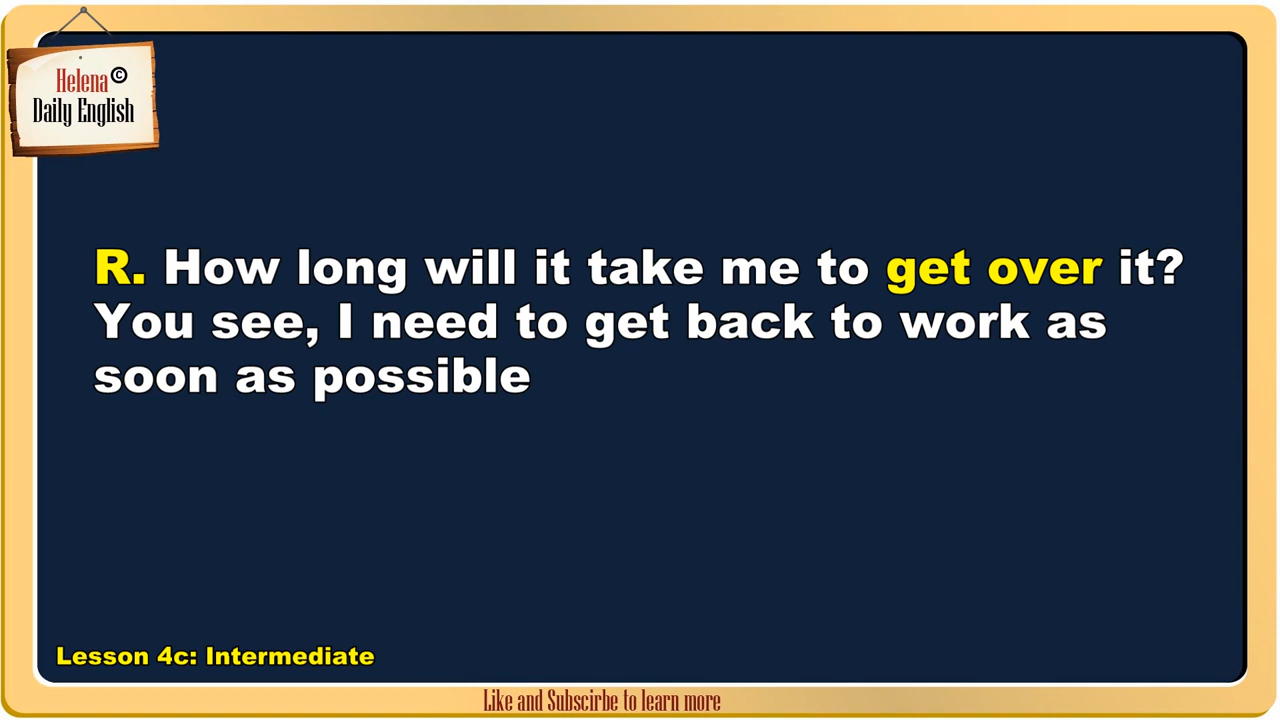 Helena ©
Daily English
R. How long will it take me to get over it?
You see, I need to get back to work as
soon as possible
Lesson 4c: Intermediate
Like and Subscirbe to learn more